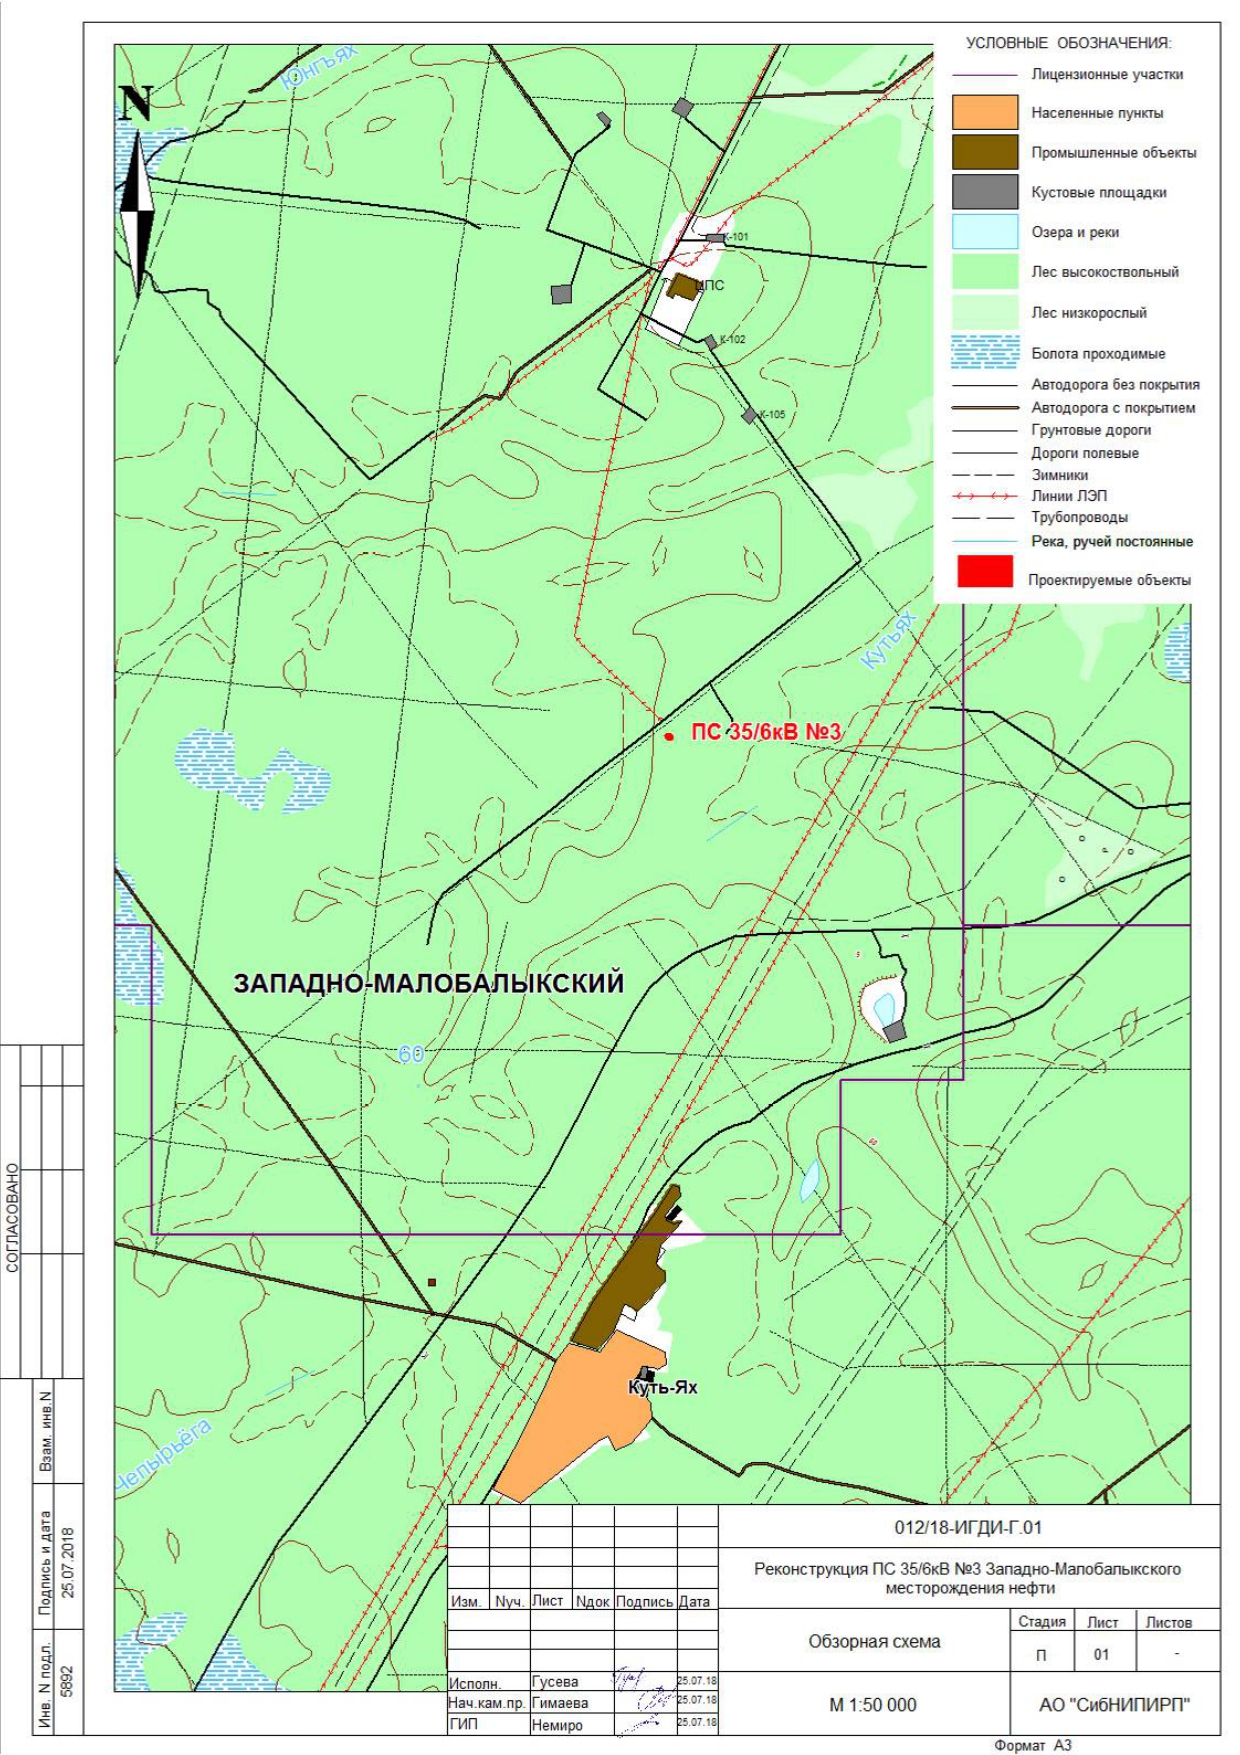 УСЛОВНЫЕ ОБОЗНАЧЕНИЯ:
Лицензионные участки
Населенные пункты
Промышленные объекты
Кустовые площадки
Озера и реки
Лес высокоствольный
Лес низкорослый
Болота проходимые
Автодорога без покрытия
Автодорога с покрытием
Грунтовые дороги
Дороги полевые
Зимники
Линии ЛЭП
Трубопроводы
Река, ручей постоянные
Проектируемые объекты
N
Юнгъях
К-101
ЦПС
К-102
К-105
Кутьях
ПС 35/6кВ №3
ЗАПАДНО-МАЛОБАЛЫКСКИЙ
60
60
Куть-Ях
Чепырьёга
СОГЛАСОВАНО
Взам. инв.N
Подпись и дата
25.07.2018
Инв. N подл.
5892
012/18-ИГДИ-Г.01
Реконструкция ПС 35/6кВ №3 Западно-Малобалыкского
месторождения нефти
Изм. Nуч. Лист Nдок Подпись Дата
Обзорная схема
Стадия Лист Листов
П 01 -
Исполн. Гусева 25.07.18
Нач.кам.пр. Гимаева 25.07.18
ГИП Немиро 25.07.18
М 1:50 000
АО "СибНИПИРП"
Формат А3